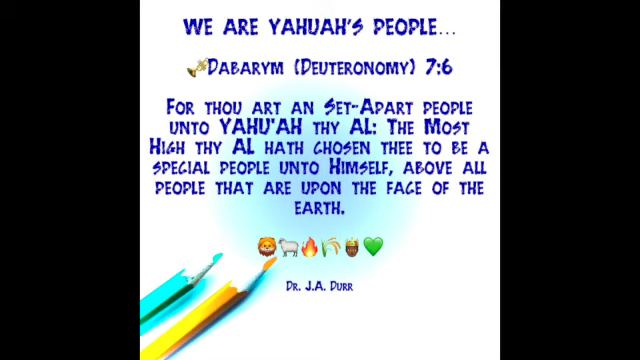 WE ARE YAHUAH'S PEOPLE...
🎺DABARYM (DEUTERONOMY) 7:6
FOR THOU ART AN SET-APART PEOPLE
UNTO YAHU'AH THY AL: THE MOST
HIGH THY AL HATH CHOSEN THEE TO BE A
SPECIAL PEOPLE UNTO HIMSELF, ABOVE ALL
PEOPLE THAT ARE UPON THE FACE OF THE
EARTH.
🦁🐏🔥🌾🤴🏾💚
DR. J.A. DURR